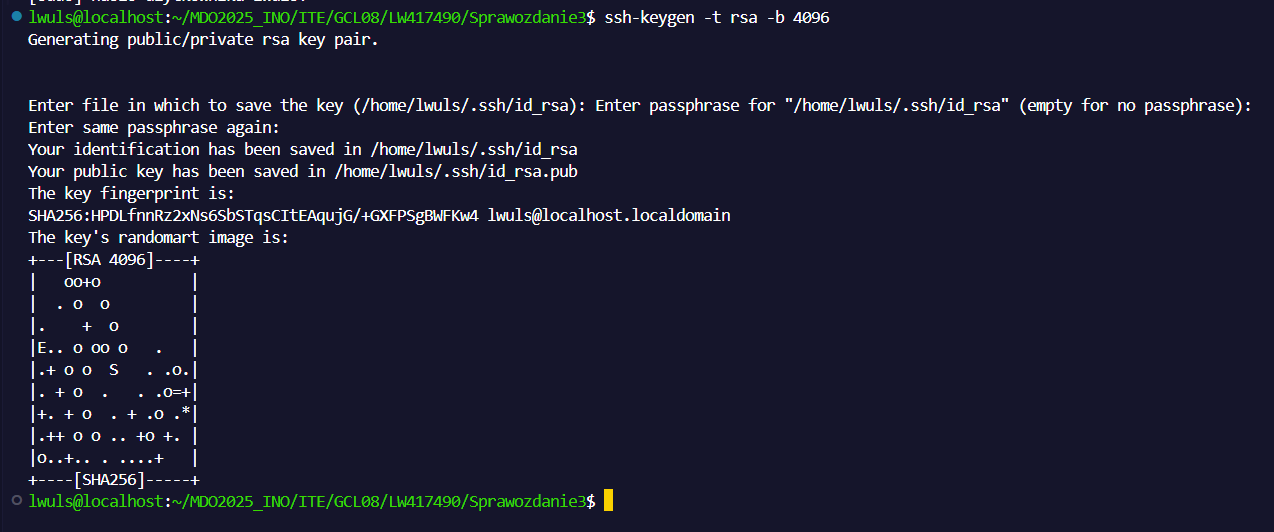 lwuls@localhost:~/MDO2025_INO/ITE/GCL08/LW417490/Sprawozdanie3$ ssh-keygen -t rsa -b 4096
Generating public/private rsa key pair.
Enter file in which to save the key (/home/lwuls/.ssh/id_rsa): Enter passphrase for "/home/lwuls/.ssh/id_rsa" (empty for no passphrase):
Enter same passphrase again:
Your identification has been saved in /home/lwuls/.ssh/id_rsa
Your public key has been saved in /home/lwuls/.ssh/id_rsa.pub
The key fingerprint is:
SHA256:HPDLfnnRz2xNs6SbSTqsCItEAqujG/+GXFPSgBWFKw4 lwuls@localhost.localdomain
The key's randomart image is:
+---[RSA 4096]----+
|   oo+o          |
|  . o  o         |
|.    +  o        |
|E.. o oo o   .   |
|.+ o o  S   . .o.|
|. + o  .   . .o=+|
|+. + o  . + .o .*|
|.++ o o .. +o +. |
|o..+.. . ....+   |
+----[SHA256]-----+
lwuls@localhost:~/MDO2025_INO/ITE/GCL08/LW417490/Sprawozdanie3$